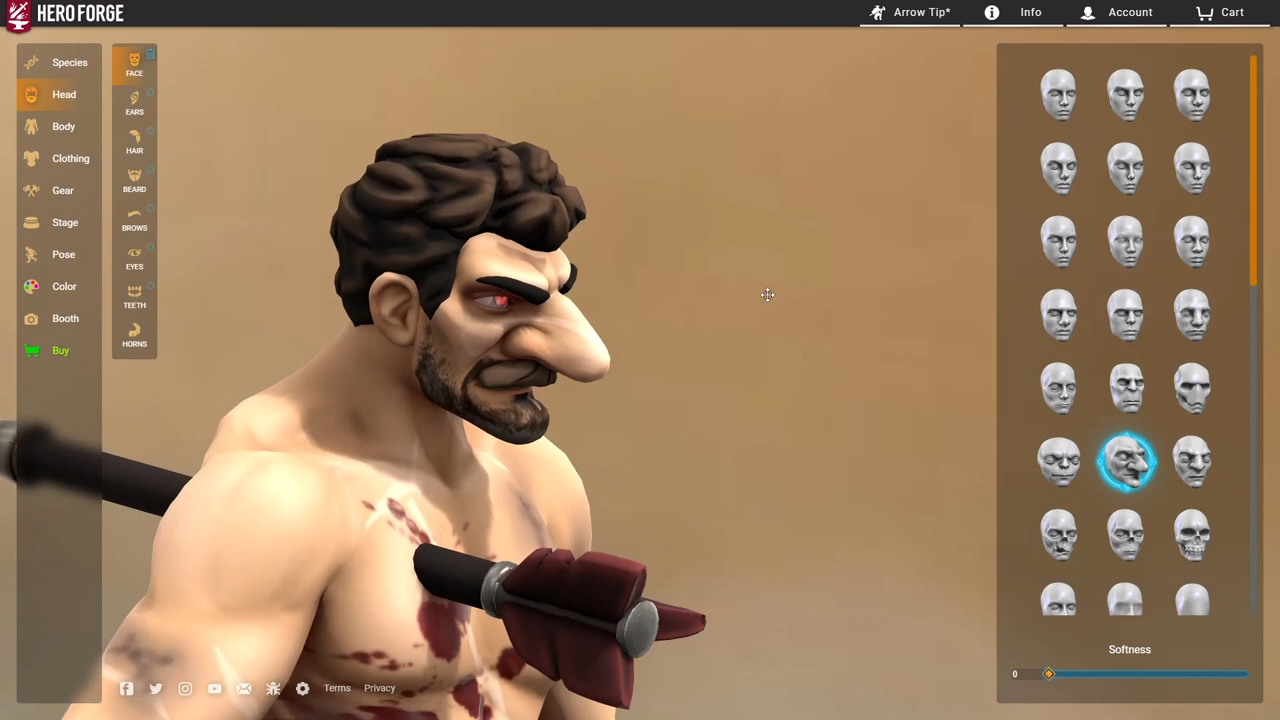 HERO FORGE
Arrow Tip*
Info
Account
Cart
Species
Head
Body
Clothing
Gear
Stage
Pose
Color
Booth
Buy
FACE
EARS
HAIR
BEARD
BROWS
EYES
TEETH
HORNS
Softness
0
Terms
Privacy